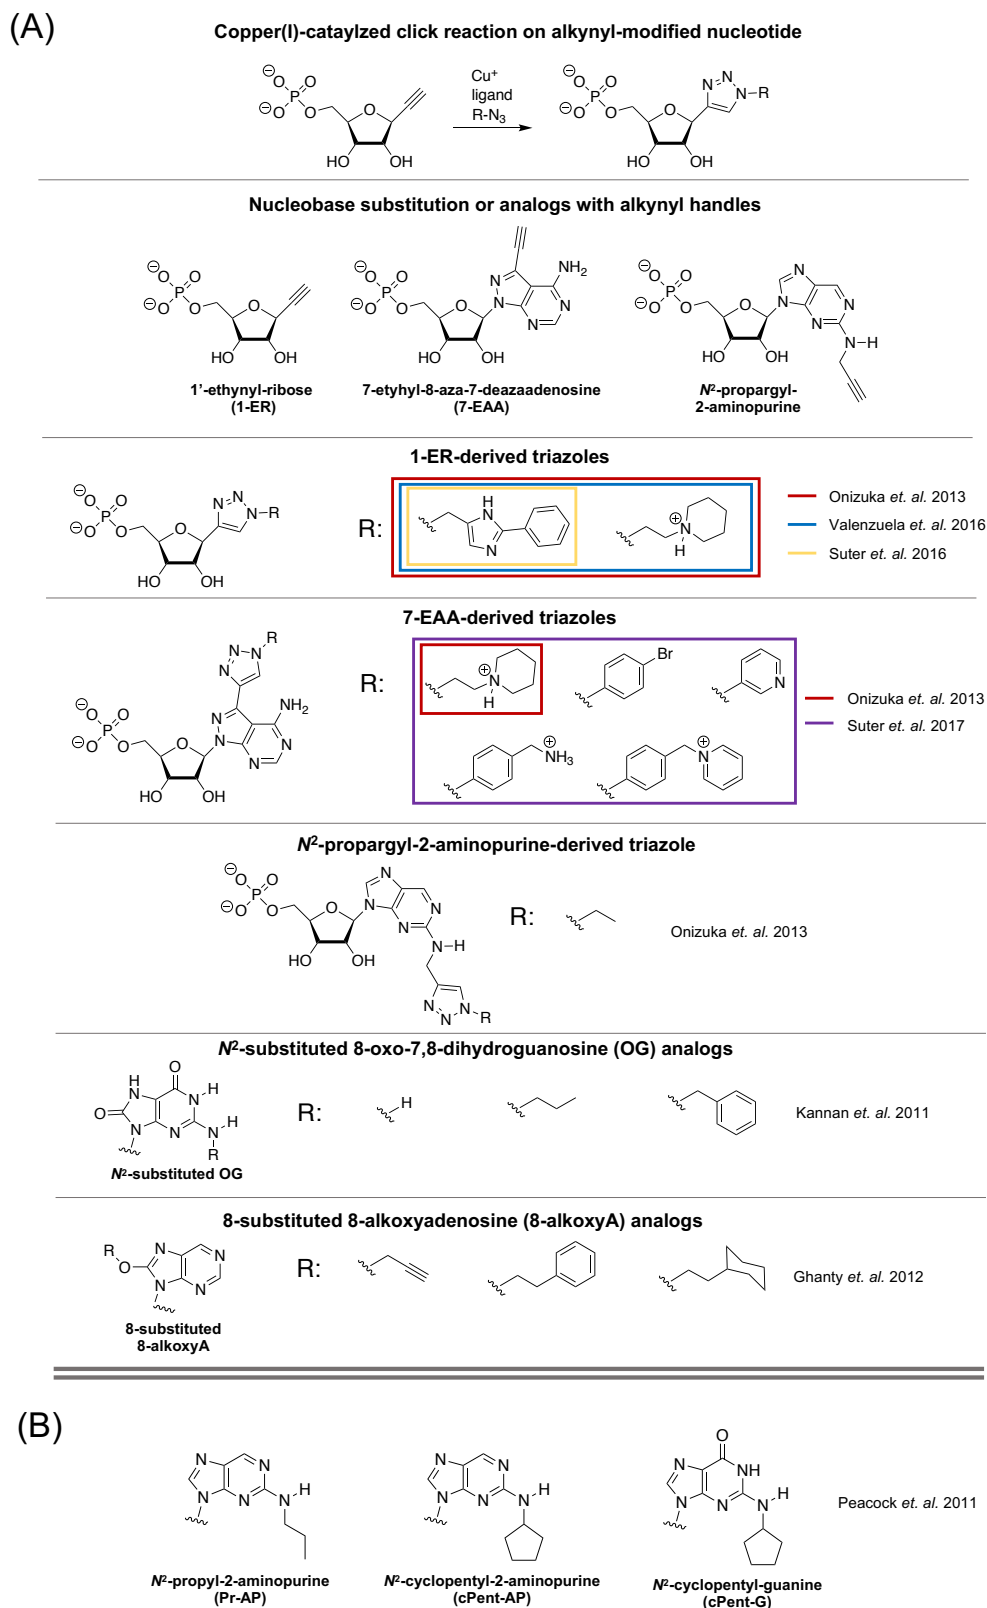 (A)
Copper(I)-cataylzed click reaction on alkynyl-modified nucleotide
Cu+
ligand
R-N3
Nucleobase substitution or analogs with alkynyl handles
1'-ethynyl-ribose
(1-ER)
7-etyhyl-8-aza-7-deazaadenosine
(7-EAA)
N2-propargyl-
2-aminopurine
1-ER-derived triazoles
R:
Onizuka et. al. 2013
Valenzuela et. al. 2016
Suter et. al. 2016
7-EAA-derived triazoles
R:
Onizuka et. al. 2013
Suter et. al. 2017
N2-propargyl-2-aminopurine-derived triazole
R:
Onizuka et. al. 2013
N2-substituted 8-oxo-7,8-dihydroguanosine (OG) analogs
R:
Kannan et. al. 2011
N2-substituted OG
8-substituted 8-alkoxyadenosine (8-alkoxyA) analogs
R:
Ghanty et. al. 2012
8-substituted
8-alkoxyA
(B)
Peacock et. al. 2011
N2-propyl-2-aminopurine
(Pr-AP)
N2-cyclopentyl-2-aminopurine
(cPent-AP)
N2-cyclopentyl-guanine
(cPent-G)